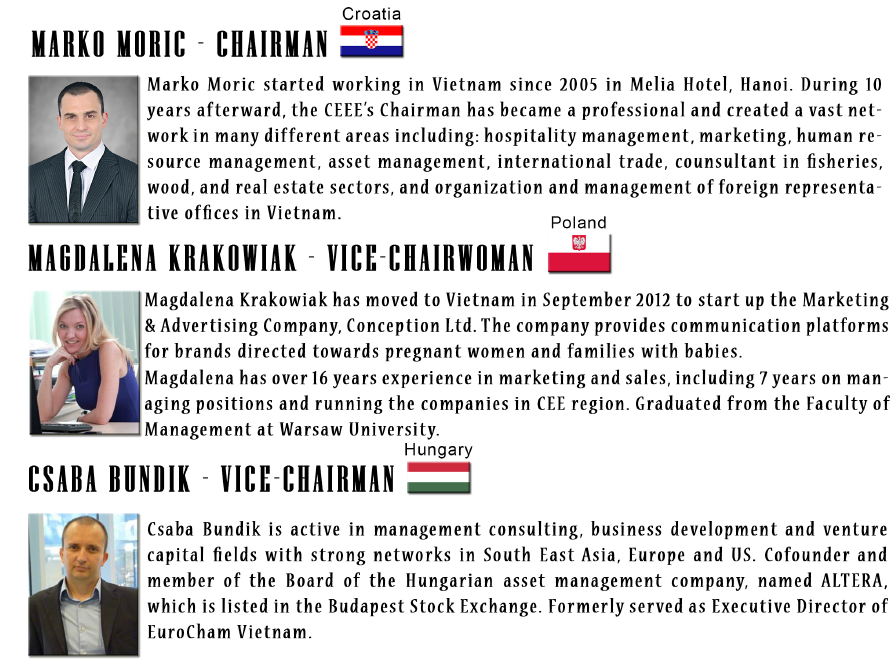 Croatia
MARKO MORIC - CHAIRMAN
Marko Moric started working in Vietnam since 2005 in Melia Hotel, Hanoi. During 10
years afterward, the CEEE's Chairman has became a professional and created a vast net-
work in many different areas including: hospitality management, marketing, human re-
source management, asset management, international trade, counsultant in fisheries,
wood, and real estate sectors, and organization and management of foreign representa-
tive offices in Vietnam.
Poland
MAGDALENA KRAKOWIAK - VICE-CHAIRWOMAN
Magdalena Krakowiak has moved to Vietnam in September 2012 to start up the Marketing
& Advertising Company, Conception Ltd. The company provides communication platforms
for brands directed towards pregnant women and families with babies.
Magdalena has over 16 years experience in marketing and sales, including 7 years on man-
aging positions and running the companies in CEE region. Graduated from the Faculty of
Management at Warsaw University.
Hungary
CSABA BUNDIK - VICE-CHAIRMAN
Csaba Bundik is active in management consulting, business development and venture
capital fields with strong networks in South East Asia, Europe and US. Cofounder and
member of the Board of the Hungarian asset management company, named ALTERA,
which is listed in the Budapest Stock Exchange. Formerly served as Executive Director of
EuroCham Vietnam.